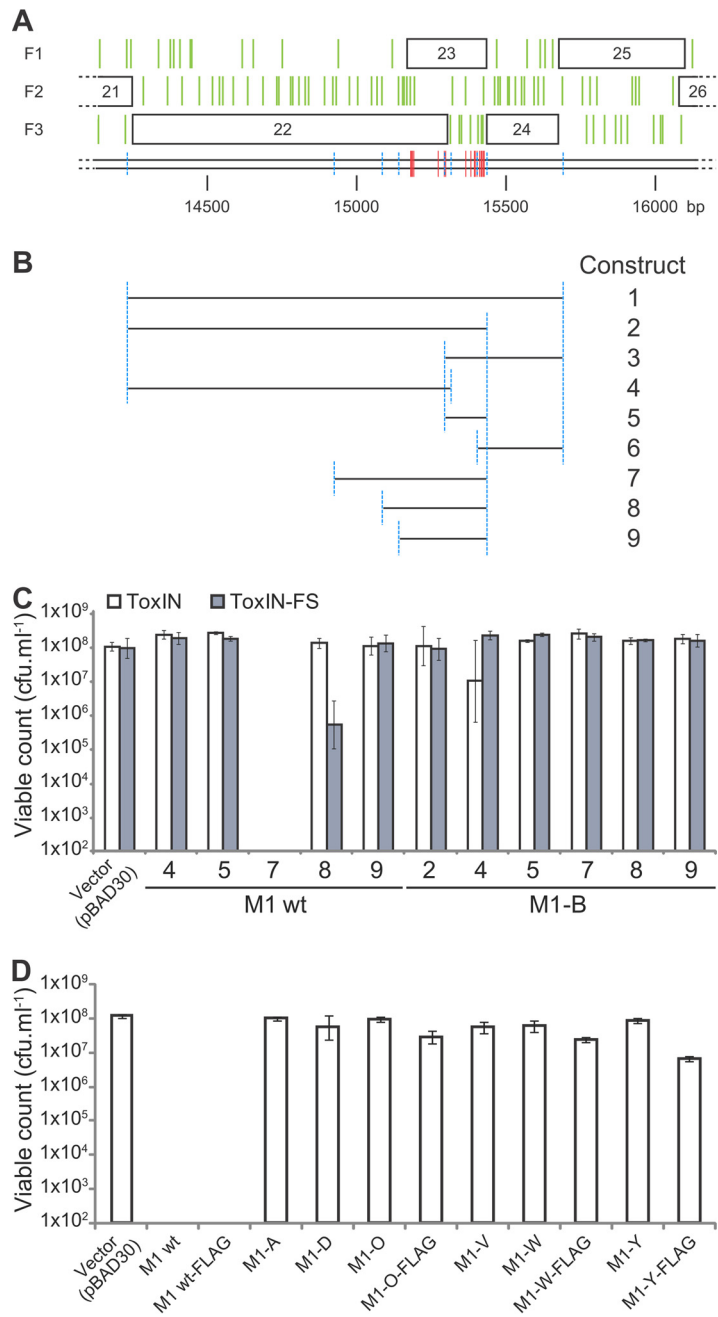 A
F1
23
25
F2
21
26
F3
22
24
14500 15000 15500 16000 bp
B
Construct
1
2
3
4
5
6
7
8
9
C
ToxIN ToxIN-FS
Viable count (cfu.ml-1)
1x10⁹
1x10⁸
1x10⁷
1x10⁶
1x10⁵
1x10⁴
1x10³
1x10²
Vector (pBAD30) 4 5 7 8 9 2 4 5 7 8 9
M1 wt M1-B
D
Viable count (cfu.ml-1)
1x10⁹
1x10⁸
1x10⁷
1x10⁶
1x10⁵
1x10⁴
1x10³
1x10²
Vector (pBAD30) M1 wt M1 wt-FLAG M1-A M1-D M1-O M1-O-FLAG M1-V M1-W M1-W-FLAG M1-Y M1-Y-FLAG